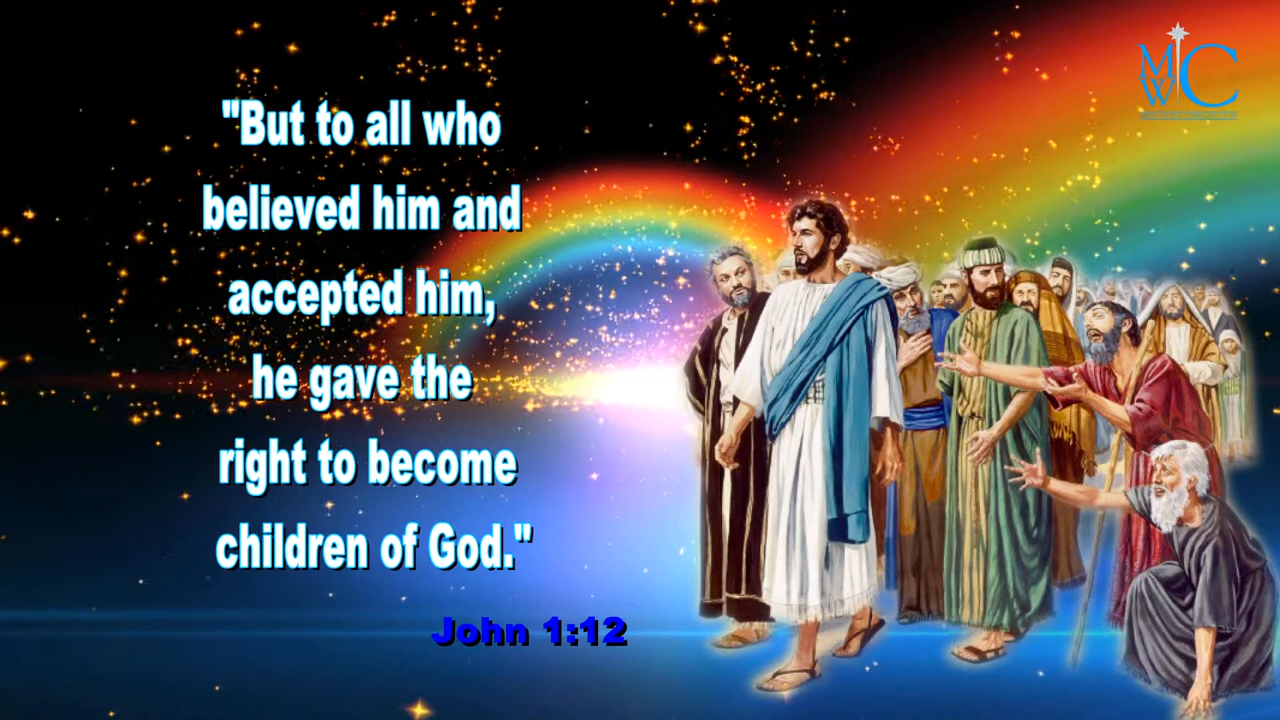 "But to all who
believed him and
accepted him,
he gave the
right to become
children of God."
John 1:12
M C
W